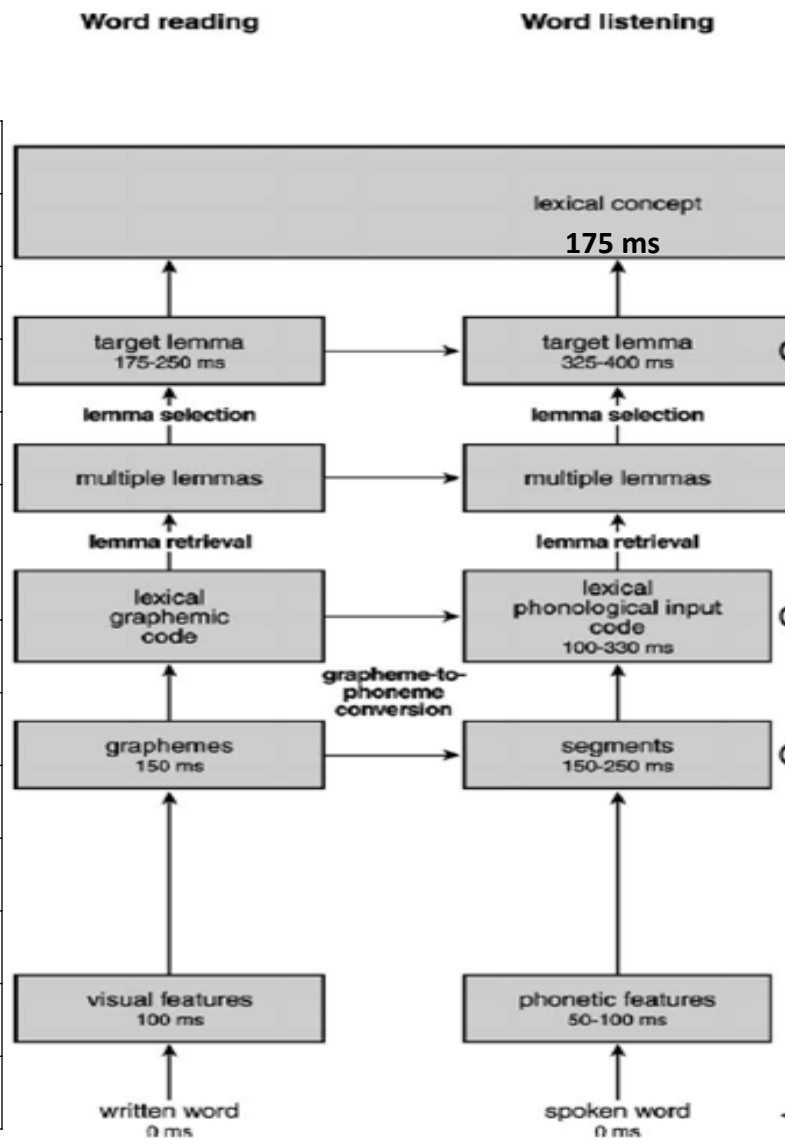 Word reading
Word listening
lexical concept
175 ms
target lemma
175-250 ms
target lemma
325-400 ms
lemma selection
lemma selection
multiple lemmas
multiple lemmas
lemma retrieval
lemma retrieval
lexical
graphemic
code
lexical
phonological input
code
100-330 ms
grapheme-to-
phoneme
conversion
graphemes
150 ms
segments
150-250 ms
visual features
100 ms
phonetic features
50-100 ms
written word
0 ms
spoken word
0 ms